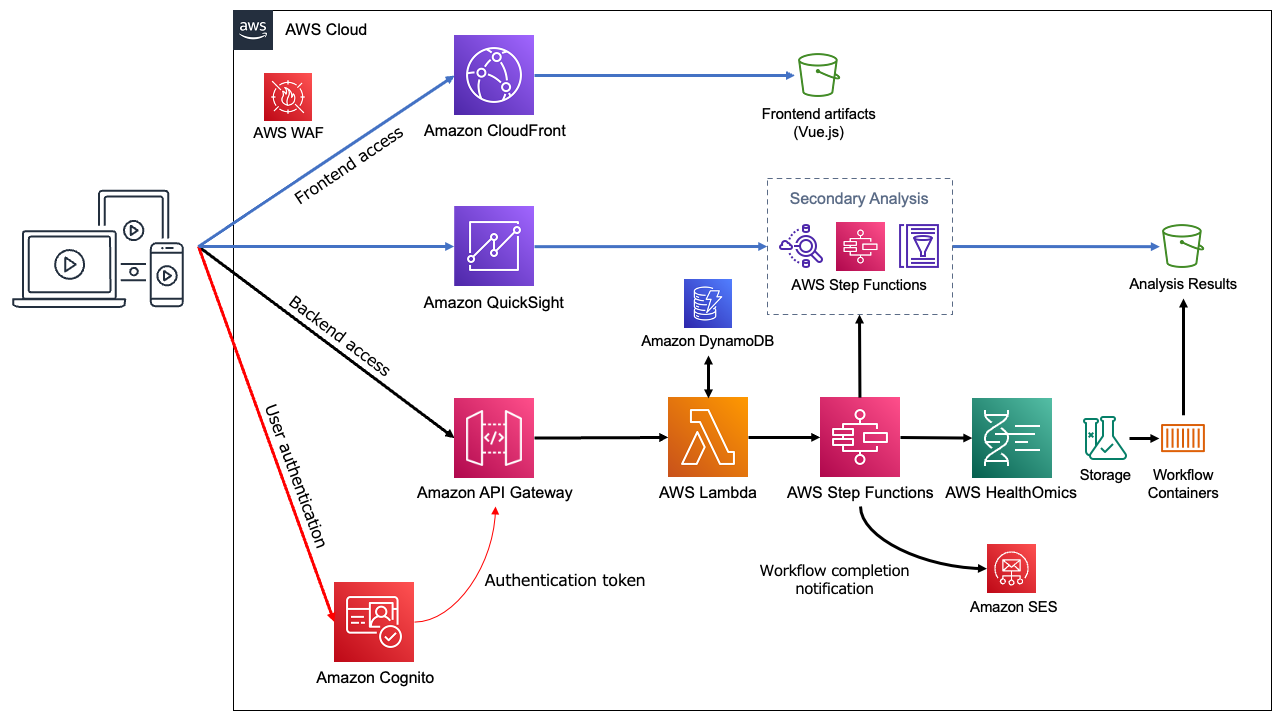 aws
AWS Cloud
AWS WAF
Frontend access
Amazon CloudFront
Frontend artifacts
(Vue.js)
Amazon QuickSight
Secondary Analysis
AWS Step Functions
Analysis Results
Backend access
Amazon DynamoDB
User authentication
Amazon API Gateway
</>
AWS Lambda
AWS Step Functions
AWS HealthOmics
Storage
Workflow
Containers
Authentication token
Workflow completion
notification
Amazon SES
Amazon Cognito